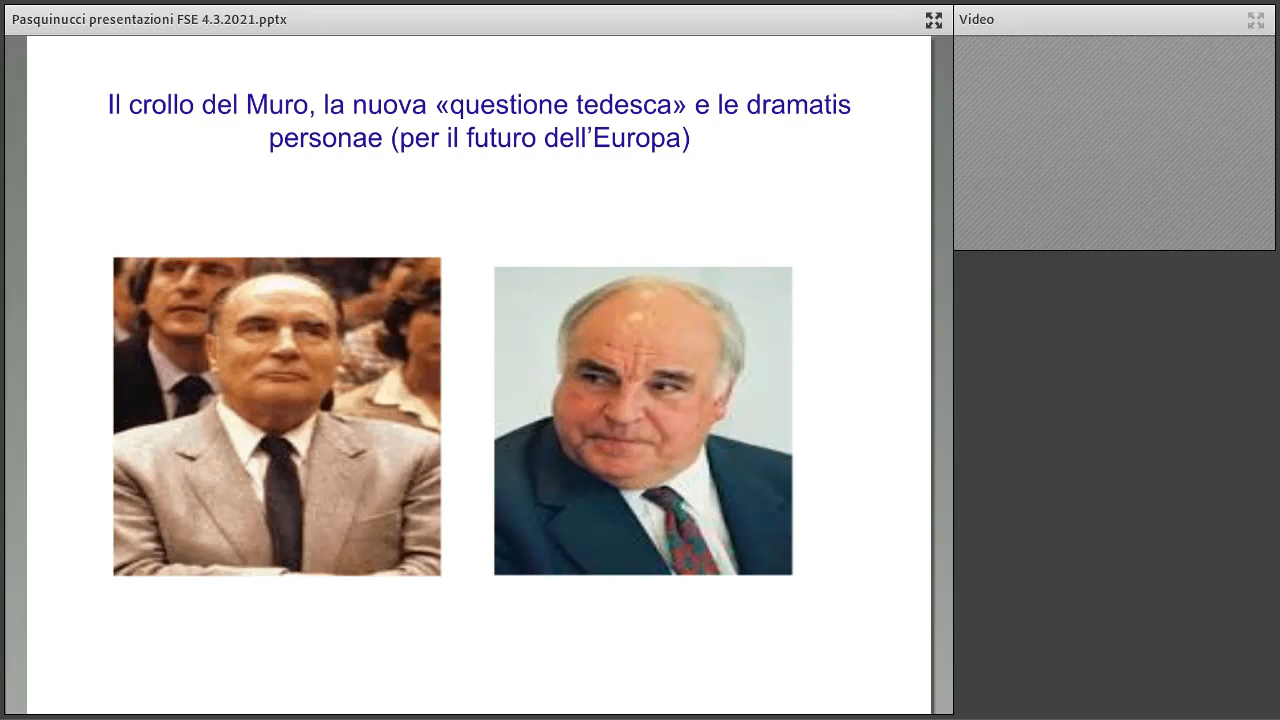 Pasquinucci presentazioni FSE 4.3.2021.pptx
Video
Il crollo del Muro, la nuova «questione tedesca» e le dramatis
personae (per il futuro dell’Europa)